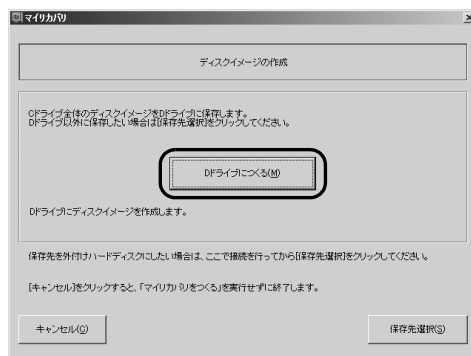 マイリカバリ
ディスクイメージの作成
Cドライブ全体のディスクイメージをDドライブに保存します。
Dドライブ以外に保存したい場合は[保存先選択]をクリックしてください。
Dドライブにつくる(M)
Dドライブにディスクイメージを作成します。
保存先を外付けハードディスクにしたい場合は、ここで接続を行ってから[保存先選択]をクリックしてください。
[キャンセル]をクリックすると、「マイリカバリをつくる」を実行せずに終了します。
キャンセル(C)
保存先選択(S)